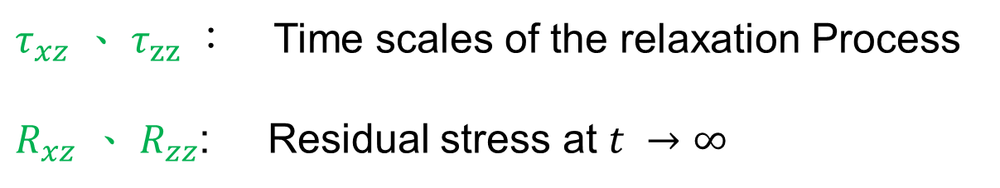 τ_xz 、 τ_zz ： Time scales of the relaxation Process
R_xz 、 R_zz: Residual stress at t → ∞